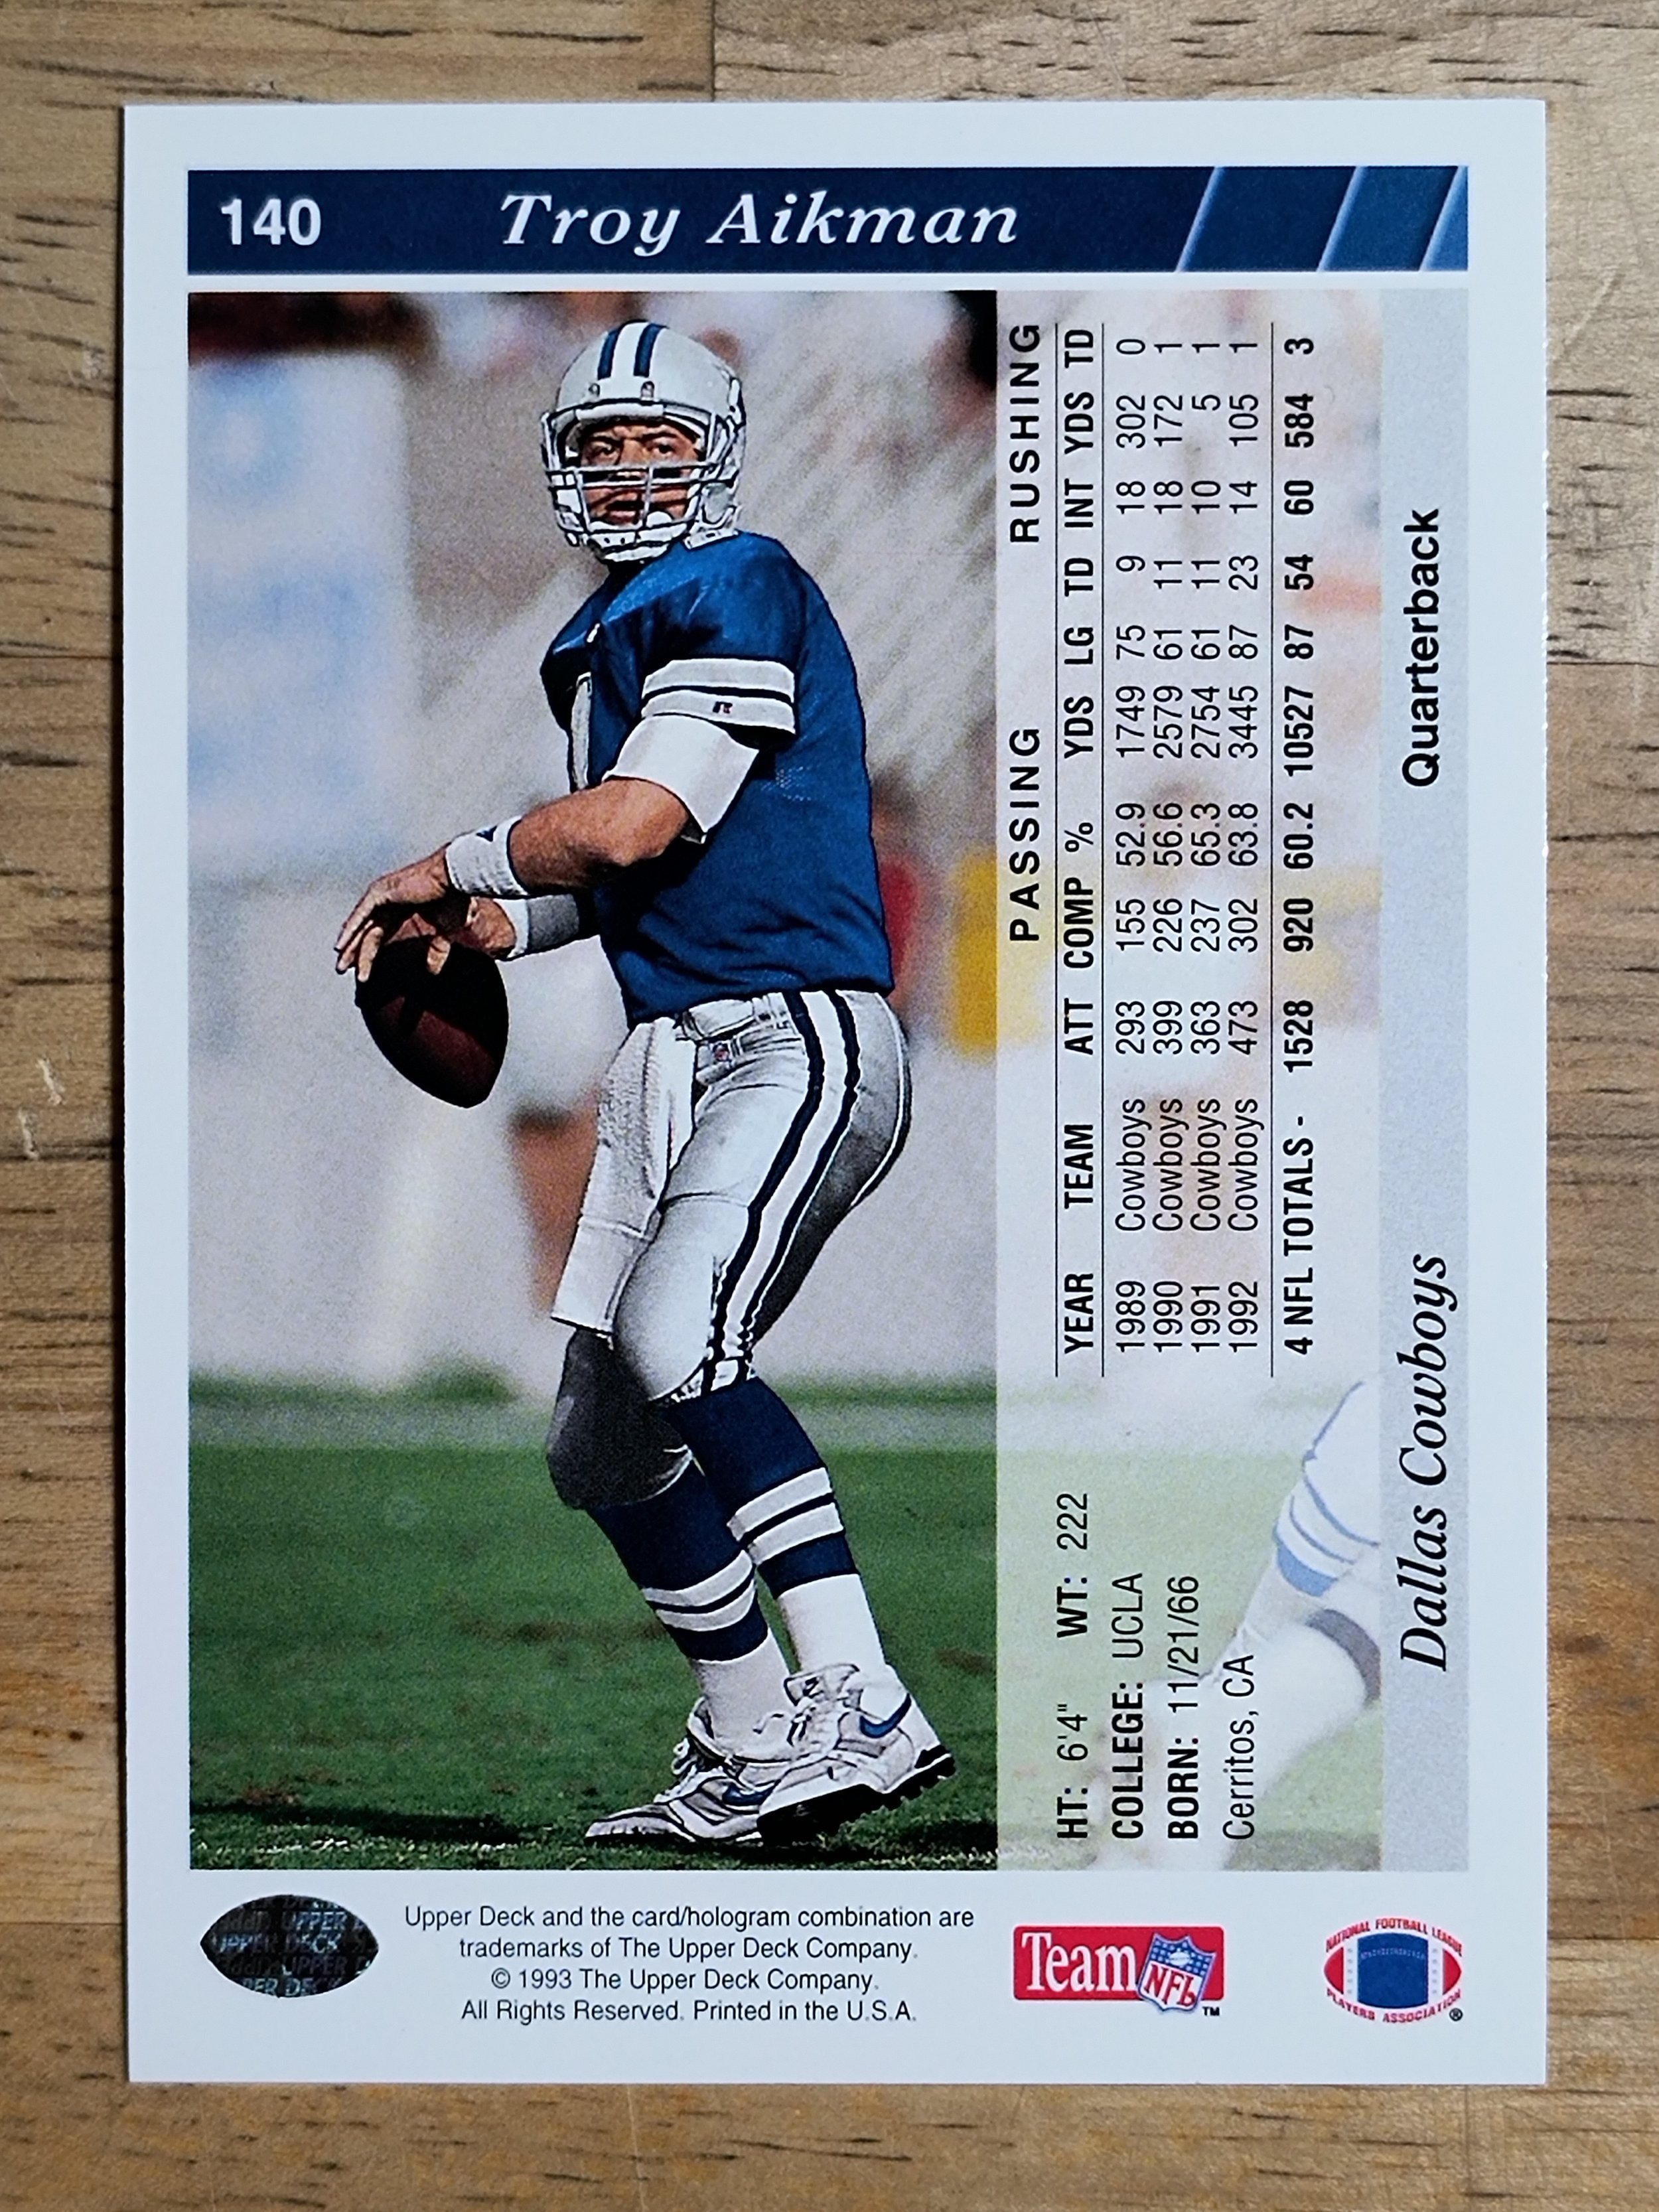 140 Troy Aikman
PASSING RUSHING
YEAR TEAM ATT COMP % YDS LG TD INT YDS TD
1989 Cowboys 293 155 52.9 1749 75 9 18 302 0
1990 Cowboys 399 226 56.6 2579 61 11 18 172 1
1991 Cowboys 363 237 65.3 2754 61 11 10 5 1
1992 Cowboys 473 302 63.8 3445 87 23 14 105 1
4 NFL TOTALS - 1528 920 60.2 10527 87 54 60 584 3
HT: 6'4" WT: 222
COLLEGE: UCLA
BORN: 11/21/66
Cerritos, CA
Dallas Cowboys Quarterback
UPPER DECK
Upper Deck and the card/hologram combination are
trademarks of The Upper Deck Company.
© 1993 The Upper Deck Company.
All Rights Reserved. Printed in the U.S.A.
Team NFL ™
NATIONAL FOOTBALL LEAGUE
PLAYERS ASSOCIATION ®